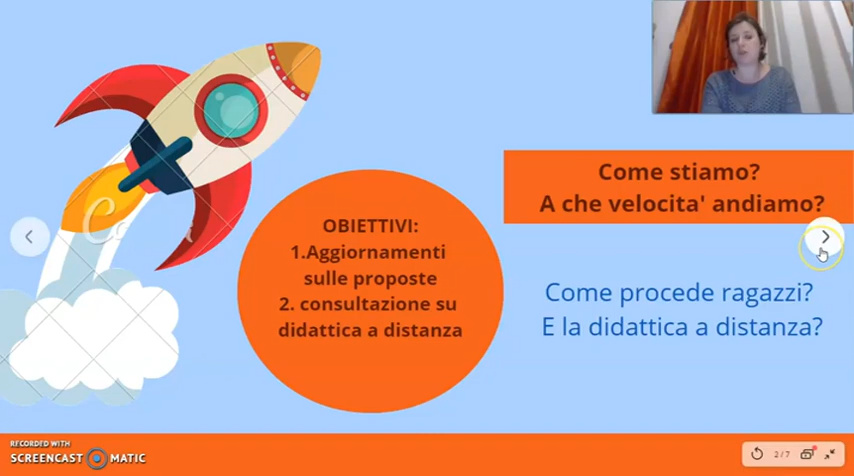 Come stiamo?
A che velocita' andiamo?
OBIETTIVI:
1.Aggiornamenti
sulle proposte
2. consultazione su
didattica a distanza
Come procede ragazzi?
E la didattica a distanza?
RECORDED WITH
SCREENCAST MATIC
2/7